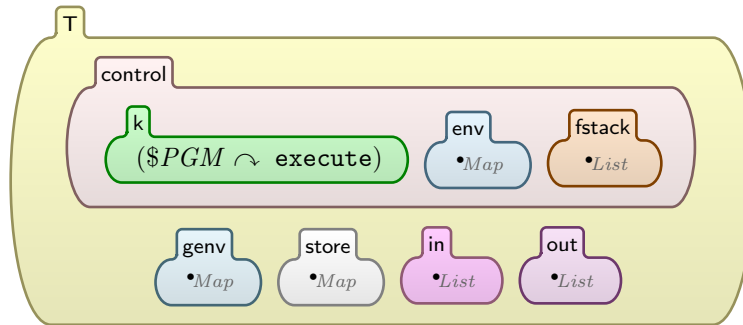 T
control
k
($PGM ↷ execute)
env
•Map
fstack
•List
genv
•Map
store
•Map
in
•List
out
•List